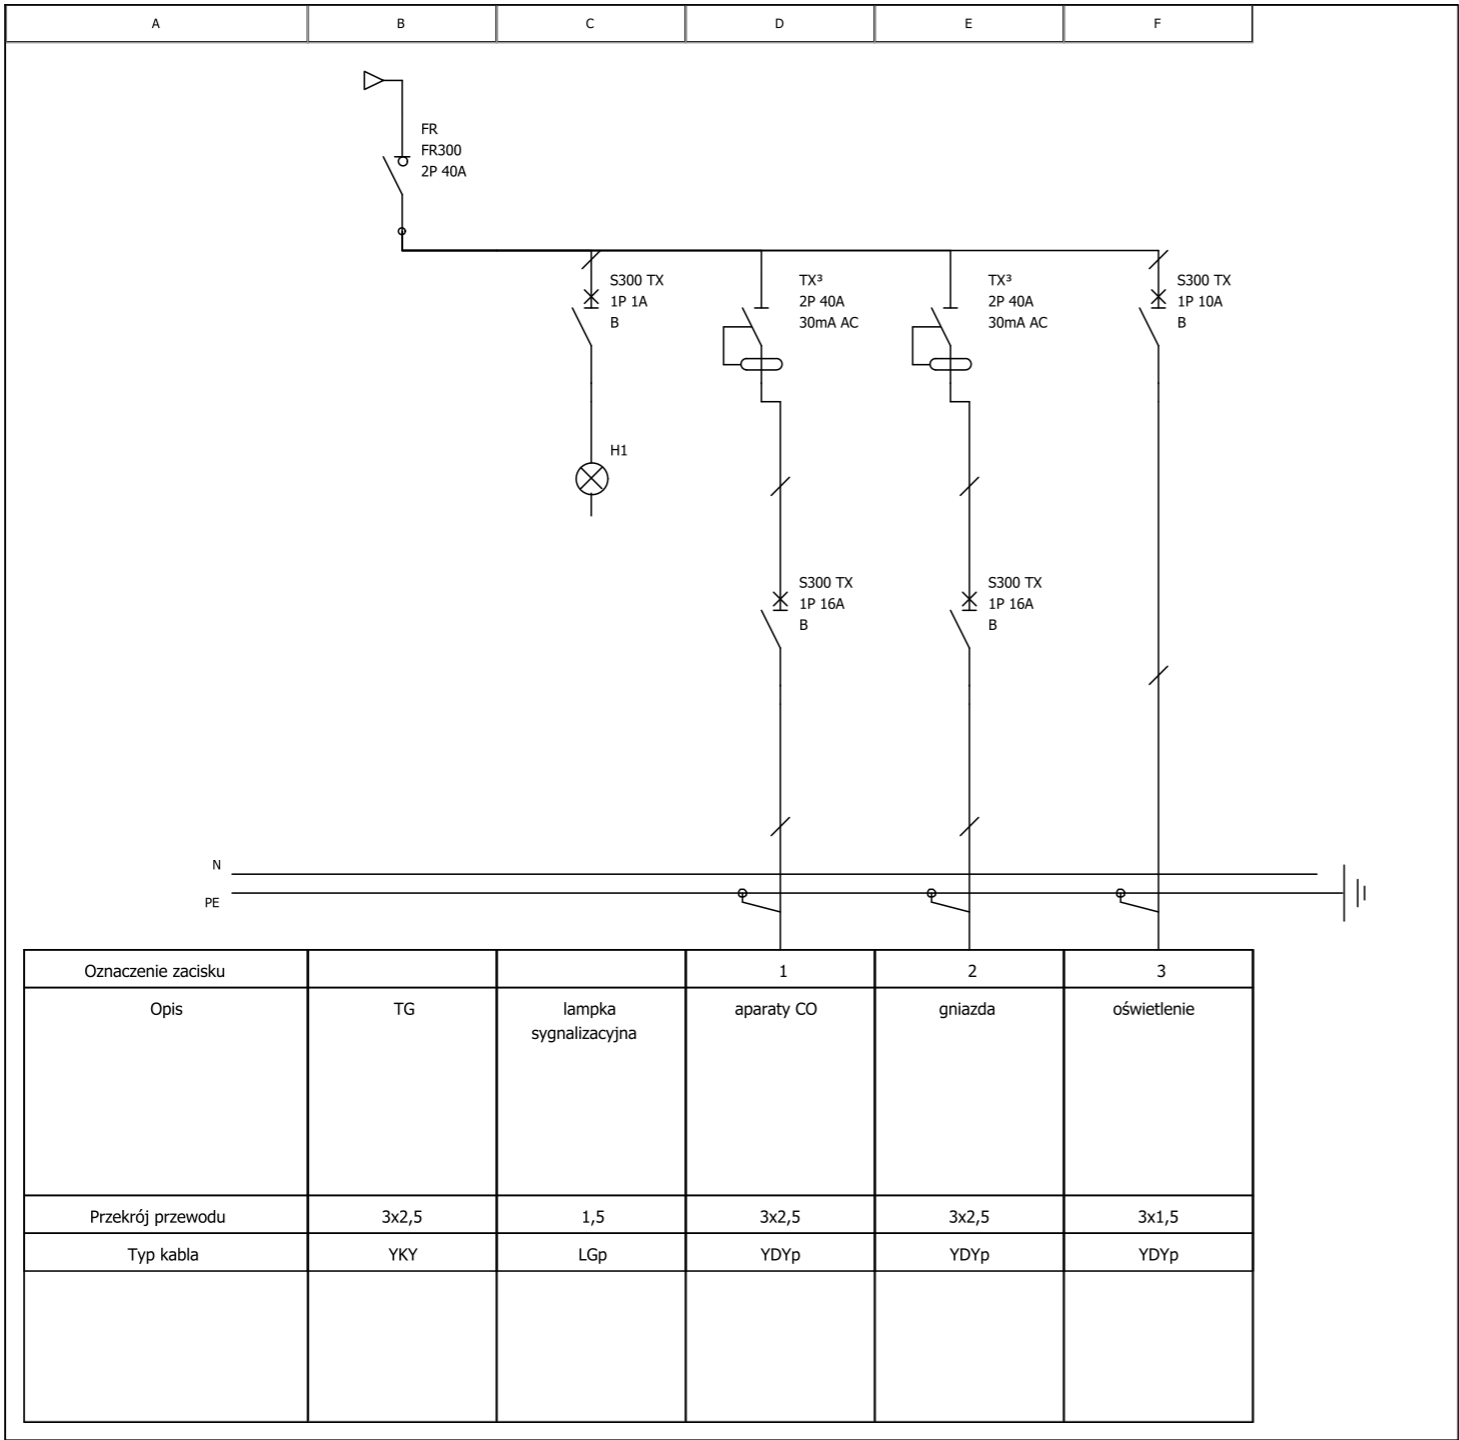 A B C D E F
FR
FR300
2P 40A
S300 TX
1P 1A
B
TX³
2P 40A
30mA AC
TX³
2P 40A
30mA AC
S300 TX
1P 10A
B
H1
S300 TX
1P 16A
B
S300 TX
1P 16A
B
N
PE
Oznaczenie zacisku 1 2 3
Opis TG lampka sygnalizacyjna aparaty CO gniazda oświetlenie
Przekrój przewodu 3x2,5 1,5 3x2,5 3x2,5 3x1,5
Typ kabla YKY LGp YDYp YDYp YDYp